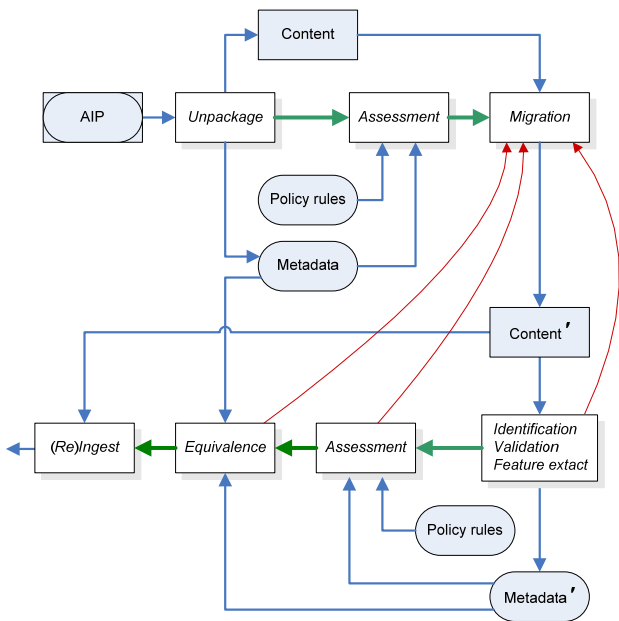 Content
AIP
Unpackage
Assessment
Migration
Policy rules
Metadata
Content′
(Re)Ingest
Equivalence
Assessment
Identification
Validation
Feature extact
Policy rules
Metadata′